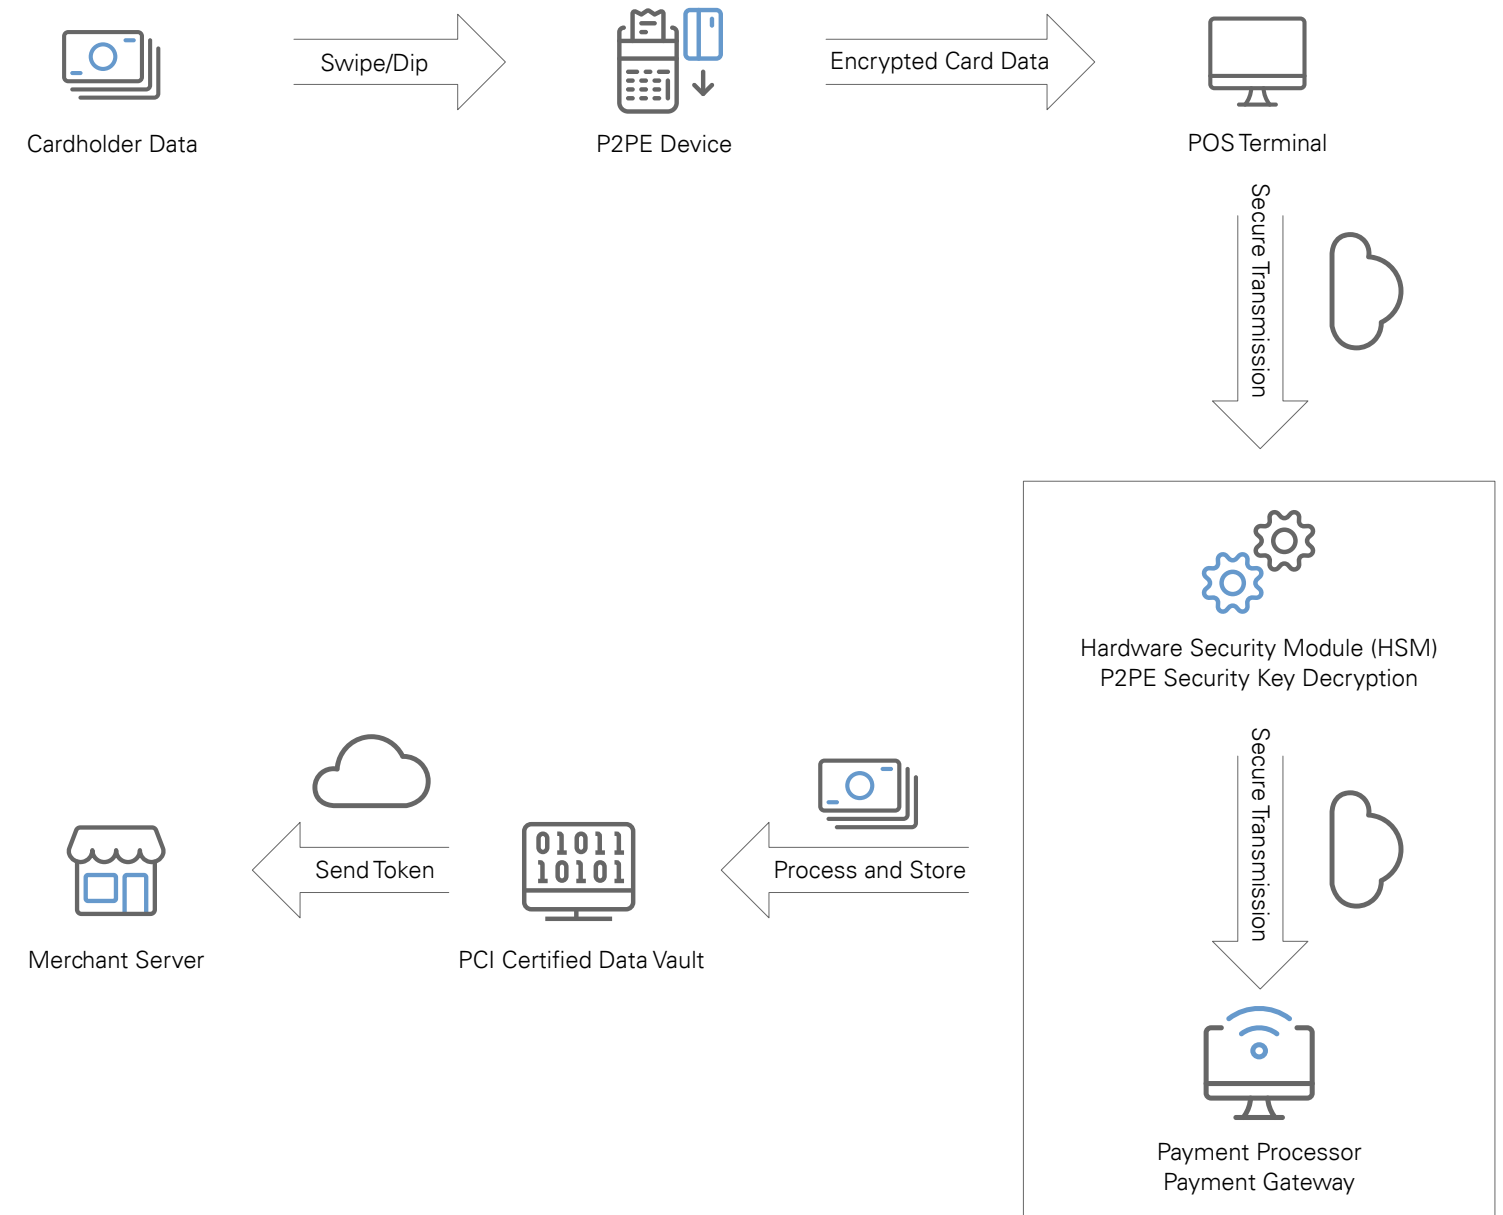 Swipe/Dip
Encrypted Card Data
Cardholder Data
P2PE Device
POS Terminal
Secure Transmission
Hardware Security Module (HSM)
P2PE Security Key Decryption
Secure Transmission
01011
10101
Send Token
Process and Store
Merchant Server
PCI Certified Data Vault
Payment Processor
Payment Gateway